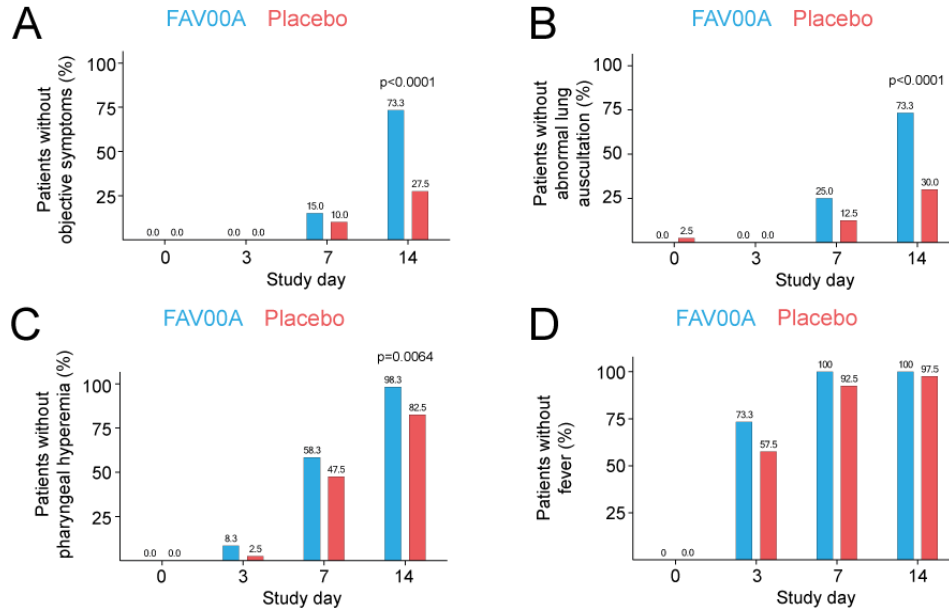 A
FAV00A Placebo
Patients without
objective symptoms (%)
100
75
50
25
p<0.0001
0.0 0.0 0.0 0.0 15.0 10.0 73.3 27.5
0 3 7 14
Study day
B
FAV00A Placebo
Patients without
abnormal lung
auscultation (%)
100
75
50
25
p<0.0001
0.0 2.5 0.0 0.0 25.0 12.5 73.3 30.0
0 3 7 14
Study day
C
FAV00A Placebo
Patients without
pharyngeal hyperemia (%)
100
75
50
25
p=0.0064
0.0 0.0 8.3 2.5 58.3 47.5 98.3 82.5
0 3 7 14
Study day
D
FAV00A Placebo
Patients without
fever (%)
100
75
50
25
0 0.0 73.3 57.5 100 92.5 100 97.5
0 3 7 14
Study day